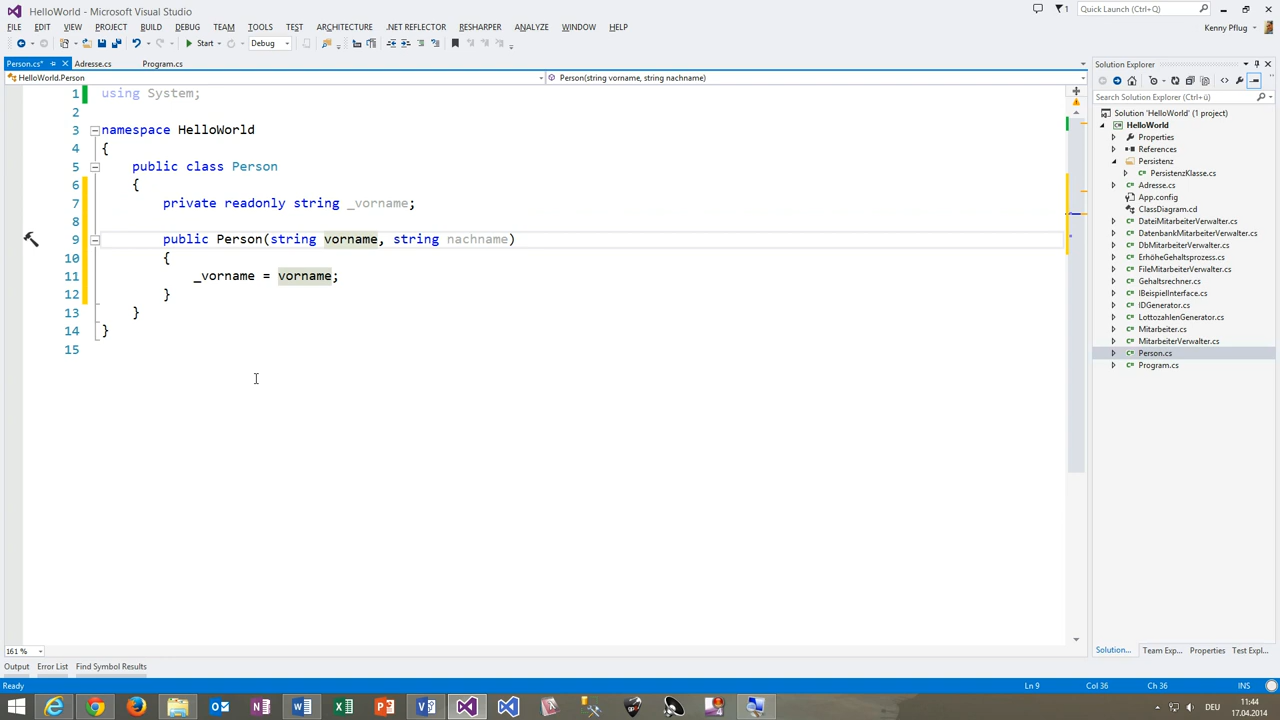 HelloWorld - Microsoft Visual Studio
1
Quick Launch (Ctrl+Q)
FILE EDIT VIEW PROJECT BUILD DEBUG TEAM TOOLS TEST ARCHITECTURE .NET REFLECTOR RESHARPER ANALYZE WINDOW HELP
Kenny Pflug
Start
Debug
Person.cs* Adresse.cs Program.cs
HelloWorld.Person
Person(string vorname, string nachname)
1 using System;
2
3 namespace HelloWorld
4 {
5 public class Person
6 {
7 private readonly string _vorname;
8
9 public Person(string vorname, string nachname)
10 {
11 _vorname = vorname;
12 }
13 }
14 }
15
161 %
Solution Explorer
Search Solution Explorer (Ctrl+ü)
Solution 'HelloWorld' (1 project)
HelloWorld
Properties
References
Persistenz
PersistenzKlasse.cs
Adresse.cs
App.config
ClassDiagram.cd
DateiMitarbeiterVerwalter.cs
DatenbankMitarbeiterVerwalter.cs
DbMitarbeiterVerwalter.cs
ErhöheGehaltsprozess.cs
FileMitarbeiterVerwalter.cs
Gehaltsrechner.cs
IBeispielInterface.cs
IDGenerator.cs
LottozahlenGenerator.cs
Mitarbeiter.cs
MitarbeiterVerwalter.cs
Person.cs
Program.cs
Solution... Team Exp... Properties Test Expl...
Output Error List Find Symbol Results
Ready
Ln 9 Col 36 Ch 36 INS
DEU
11:44
17.04.2014